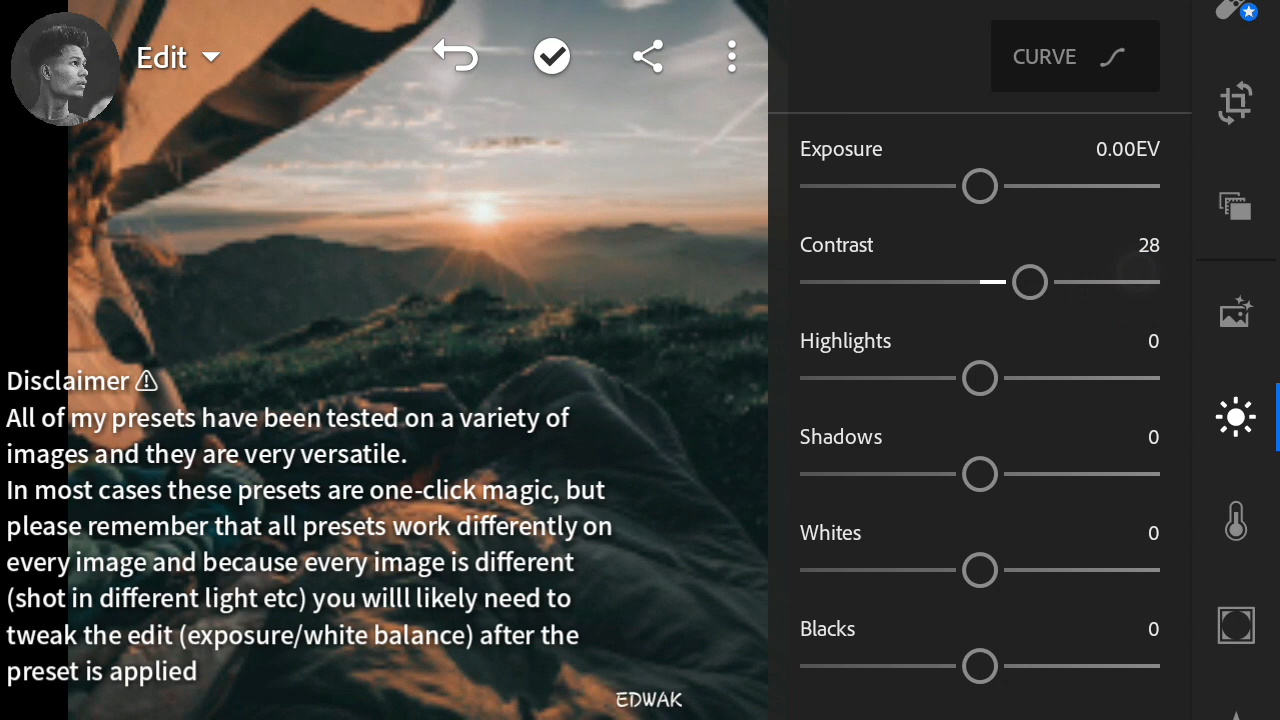 Edit
CURVE
Exposure 0.00EV
Contrast 28
Highlights 0
Shadows 0
Whites 0
Blacks 0
Disclaimer ⚠
All of my presets have been tested on a variety of
images and they are very versatile.
In most cases these presets are one-click magic, but
please remember that all presets work differently on
every image and because every image is different
(shot in different light etc) you willl likely need to
tweak the edit (exposure/white balance) after the
preset is applied
EDWAK